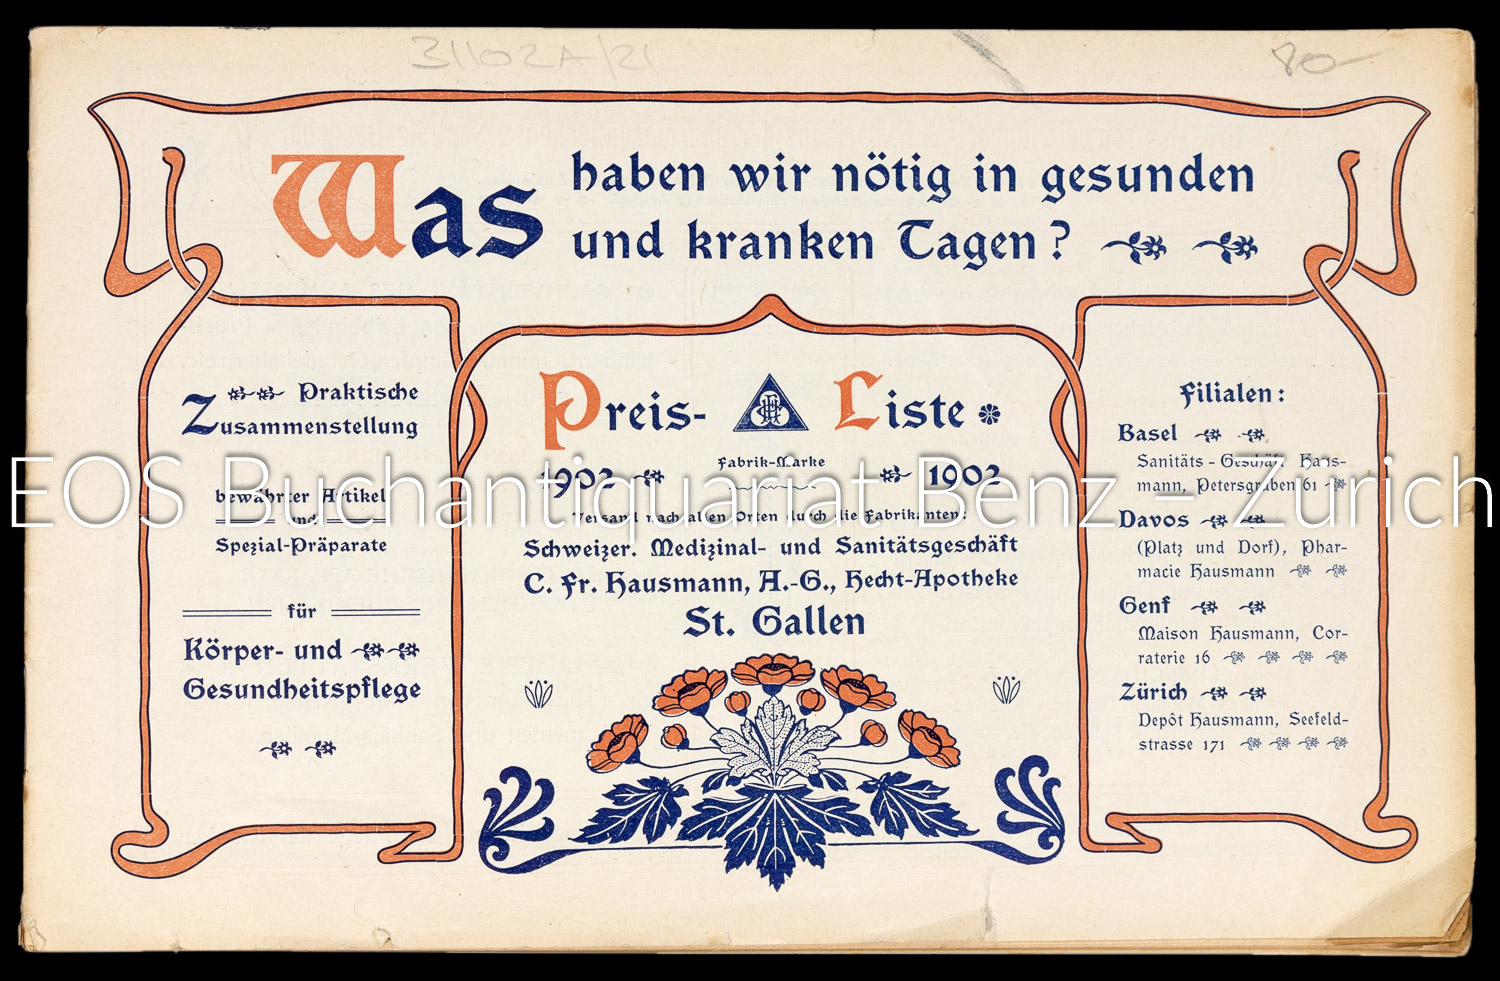 31102A/21
80-
Was haben wir nötig in gesunden
und kranken Tagen?
Praktische
Zusammenstellung
bewährter Artikel
und
Spezial-Präparate
für
Körper- und
Gesundheitspflege
Preis-Liste
Fabrik-Marke
1902 1902
Versand nach allen Orten durch die Fabrikanten:
Schweizer. Medizinal- und Sanitätsgeschäft
C. Fr. Hausmann, A.-G., Hecht-Apotheke
St. Gallen
Filialen:
Basel
Sanitäts-Geschäft Haus-
mann, Petersgraben 61
Davos
(Platz und Dorf), Phar-
macie Hausmann
Genf
Maison Hausmann, Cor-
raterie 16
Zürich
Depôt Hausmann, Seefeld-
strasse 171
EOS Buchantiquariat Benz – Zürich